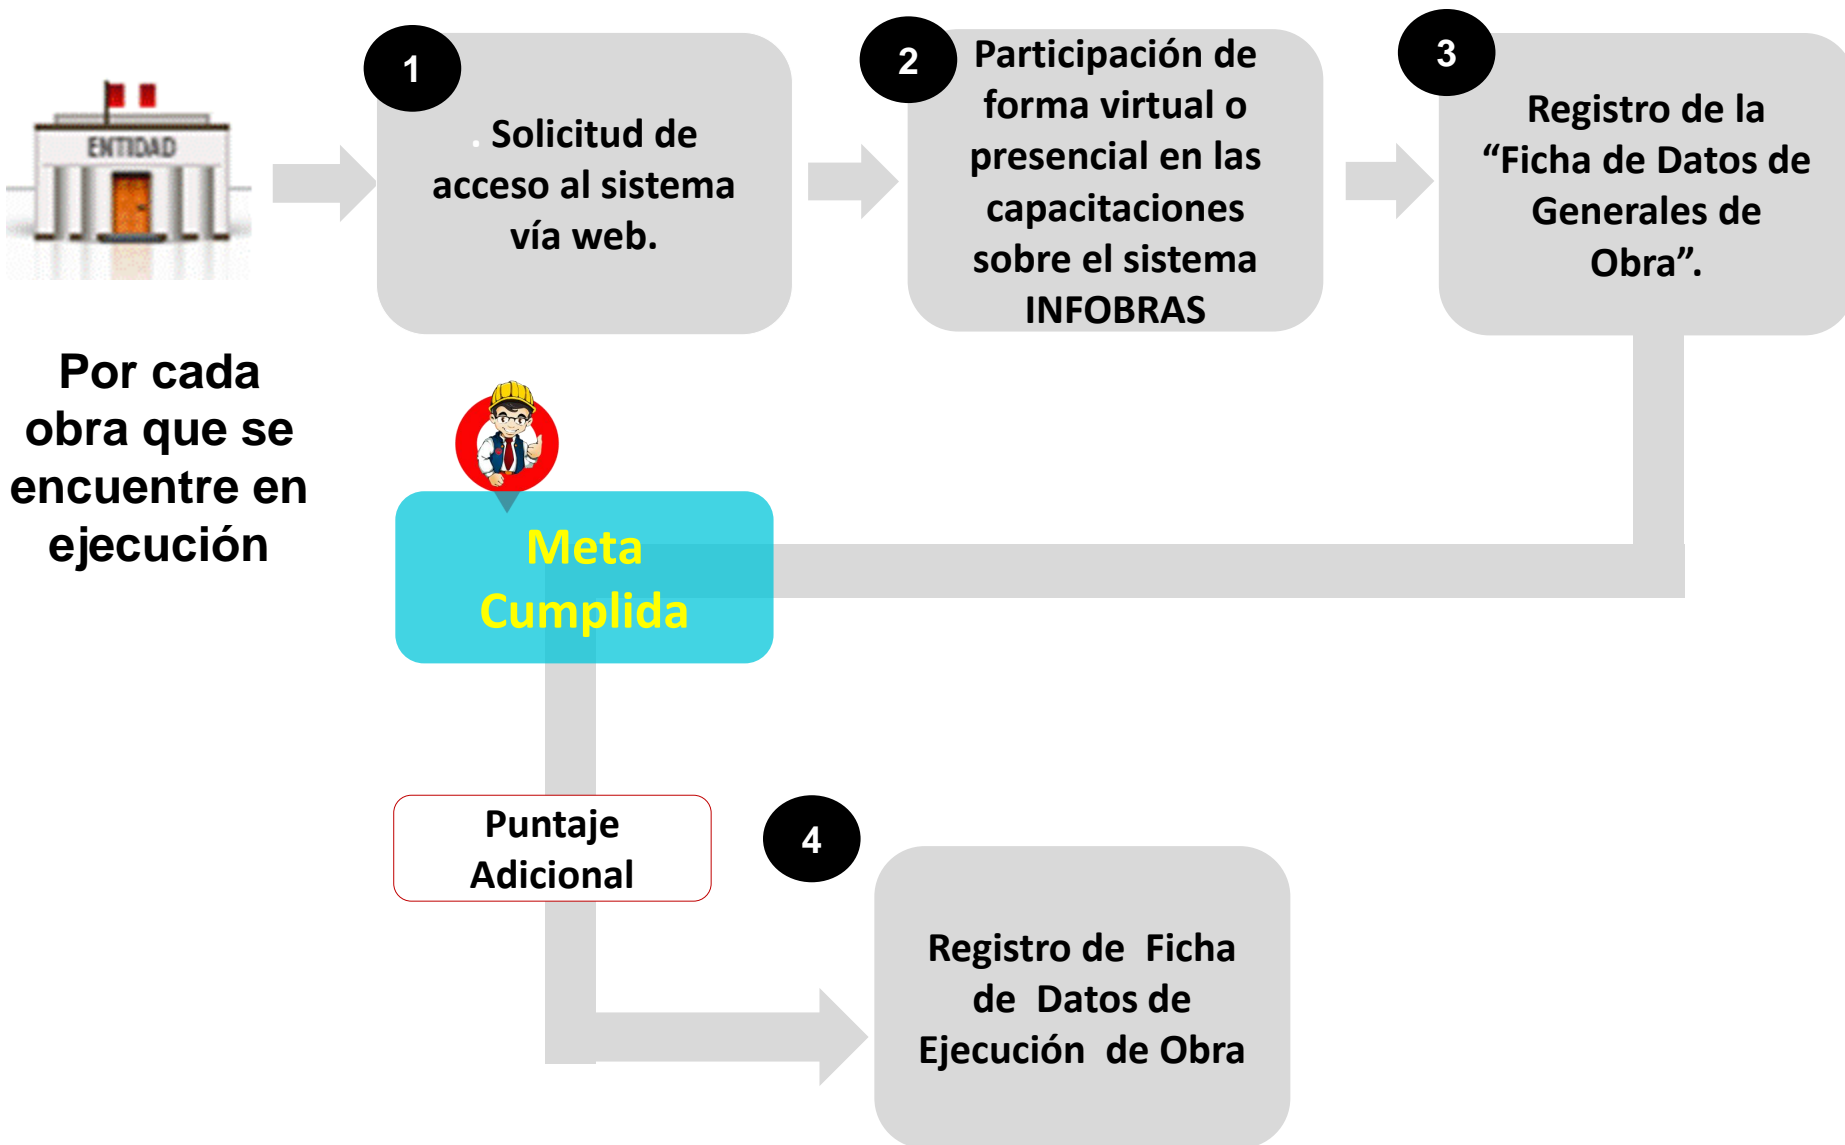 ENTIDAD
Por cada
obra que se
encuentre en
ejecución
1
. Solicitud de
acceso al sistema
vía web.
2
Participación de
forma virtual o
presencial en las
capacitaciones
sobre el sistema
INFOBRAS
3
Registro de la
“Ficha de Datos de
Generales de
Obra”.
Meta
Cumplida
Puntaje
Adicional
4
Registro de  Ficha
de  Datos de
Ejecución  de Obra